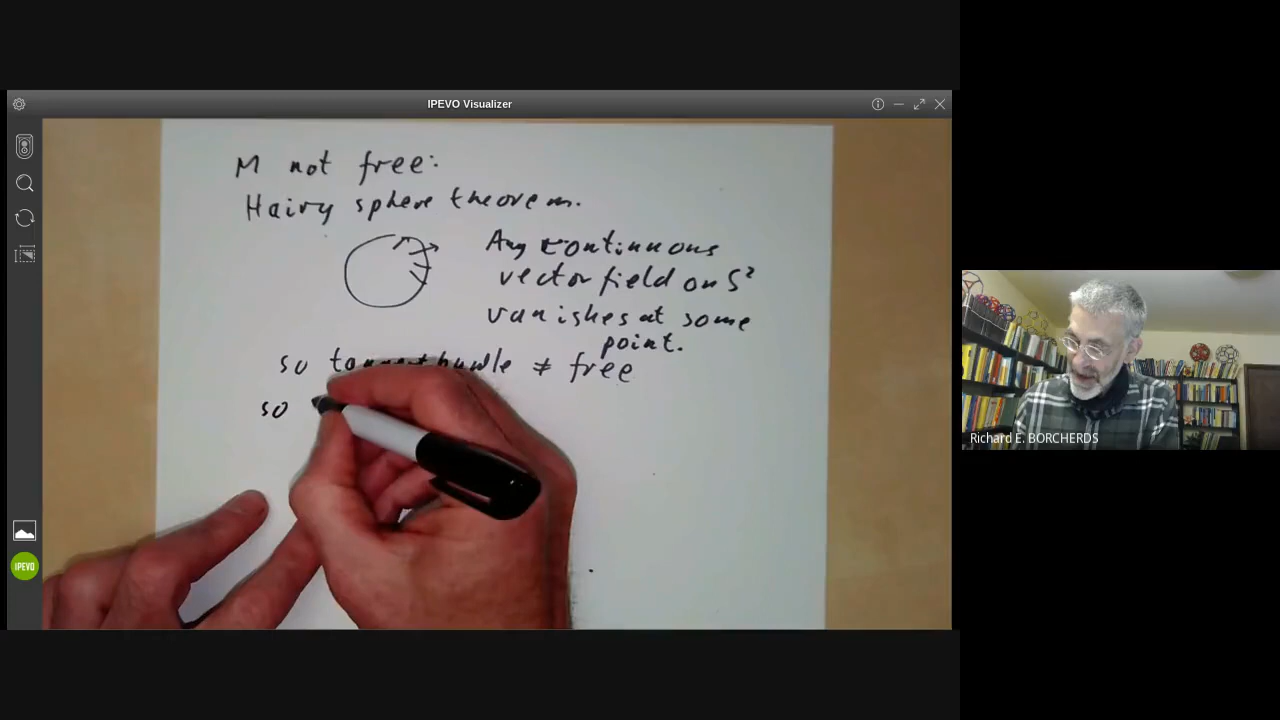 IPEVO Visualizer
M not free:
Hairy sphere theorem.
Any continuous
vector field on S²
vanishes at some
point.
so tangent bundle ≠ free
so
IPEVO
Richard E. BORCHERDS